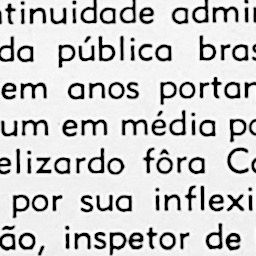 ntinuidade admi
da pública bras
em anos portan
um em média po
elizardo fôra Co
por sua inflexi
ão, inspetor de